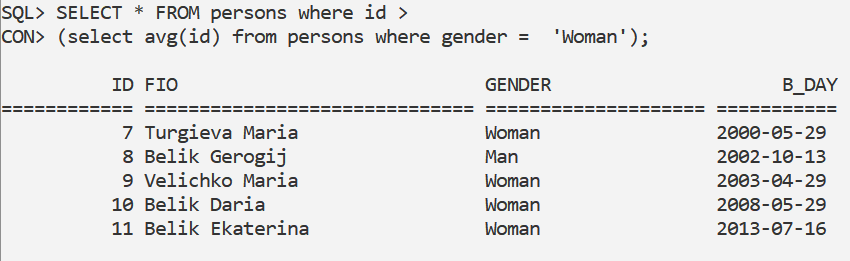 SQL> SELECT * FROM persons where id >
CON> (select avg(id) from persons where gender =  'Woman');
ID FIO GENDER B_DAY
============ ============================== ==================== ===========
7 Turgieva Maria Woman 2000-05-29
8 Belik Gerogij Man 2002-10-13
9 Velichko Maria Woman 2003-04-29
10 Belik Daria Woman 2008-05-29
11 Belik Ekaterina Woman 2013-07-16